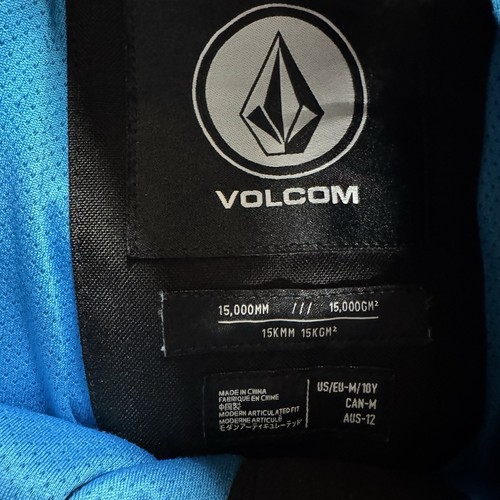 VOLCOM
15,000MM /// 15,000GM²
15KMM 15KGM²
MADE IN CHINA
FABRIQUE EN CHINE
中国製
MODERN ARTICULATED FIT
MODERNE ARTICULÉ
モダンアーティキュレーテッド
US/EU-M/10Y
CAN-M
AUS-12